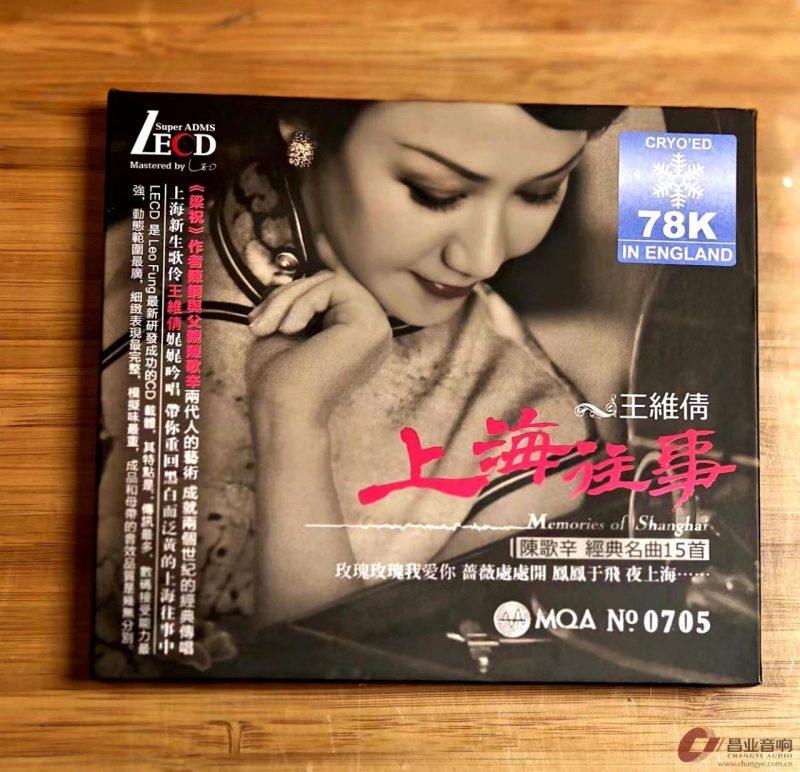 Super ADMS
LECD
Mastered by Leo
CRYO'ED
78K
IN ENGLAND
《梁祝》作者陳鋼與父親陳歌辛兩代人的藝術 成就兩個世紀的經典傳唱
上海新生歌伶王維倩娓娓吟唱 帶你重回黑白而泛黃的上海往事中
LECD 是 Leo Fung最新研發成功的CD 載體，其特點是：傳訊最多，數碼接受能力最
強，動態範圍最廣，細緻表現最完整，模擬味最重，成品和母帶的音效品質是毫無分別。
王維倩
上海往事
Memories of Shanghai
陳歌辛 經典名曲15首
玫瑰玫瑰我愛你 薔薇處處開 鳳凰于飛 夜上海……
MQA Nº 0705
昌业音响
CHANGYE AUDIO
www.changye.com.cn